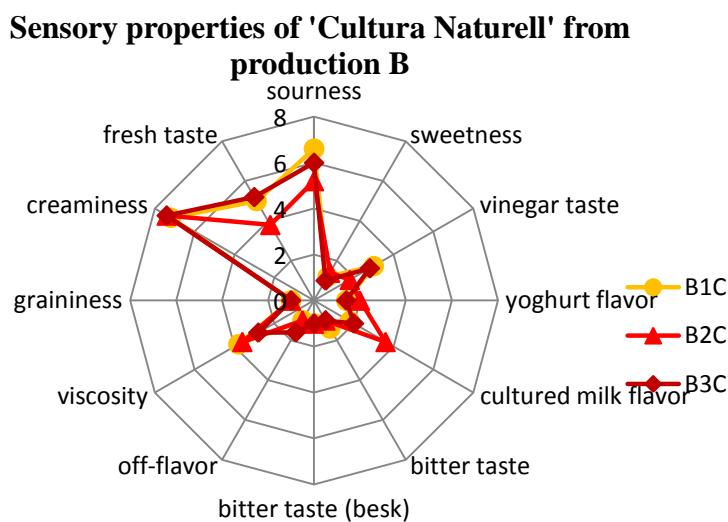 Sensory properties of 'Cultura Naturell' from
production B
sourness
8
fresh taste
sweetness
6
creaminess
vinegar taste
4
2
graininess
0
yoghurt flavor
B1C
B2C
B3C
viscosity
cultured milk flavor
off-flavor
bitter taste
bitter taste (besk)